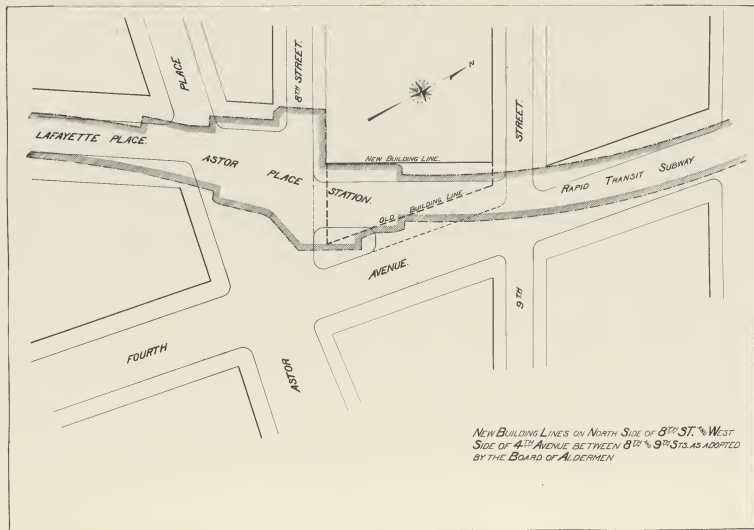 PLACE
8TH STREET.
N
STREET.
LAFAYETTE PLACE.
ASTOR PLACE STATION.
NEW BUILDING LINE.
OLD BUILDING LINE
RAPID TRANSIT SUBWAY
AVENUE.
9TH
FOURTH
ASTOR
NEW BUILDING LINES ON NORTH SIDE OF 8TH ST. AND WEST
SIDE OF 4TH AVENUE BETWEEN 8TH & 9TH STS. AS ADOPTED
BY THE BOARD OF ALDERMEN